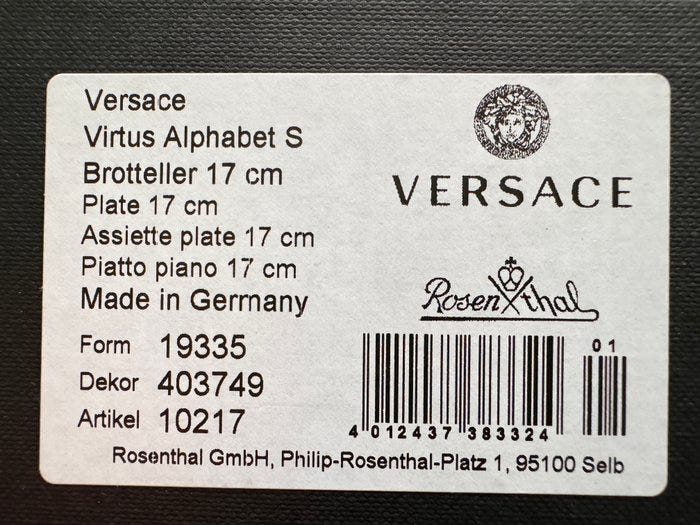 Versace
Virtus Alphabet S
Brotteller 17 cm
Plate 17 cm
Assiette plate 17 cm
Piatto piano 17 cm
Made in Germany
Form 19335
Dekor 403749
Artikel 10217
VERSACE
Rosenthal
01
4 012437 383324
Rosenthal GmbH, Philip-Rosenthal-Platz 1, 95100 Selb